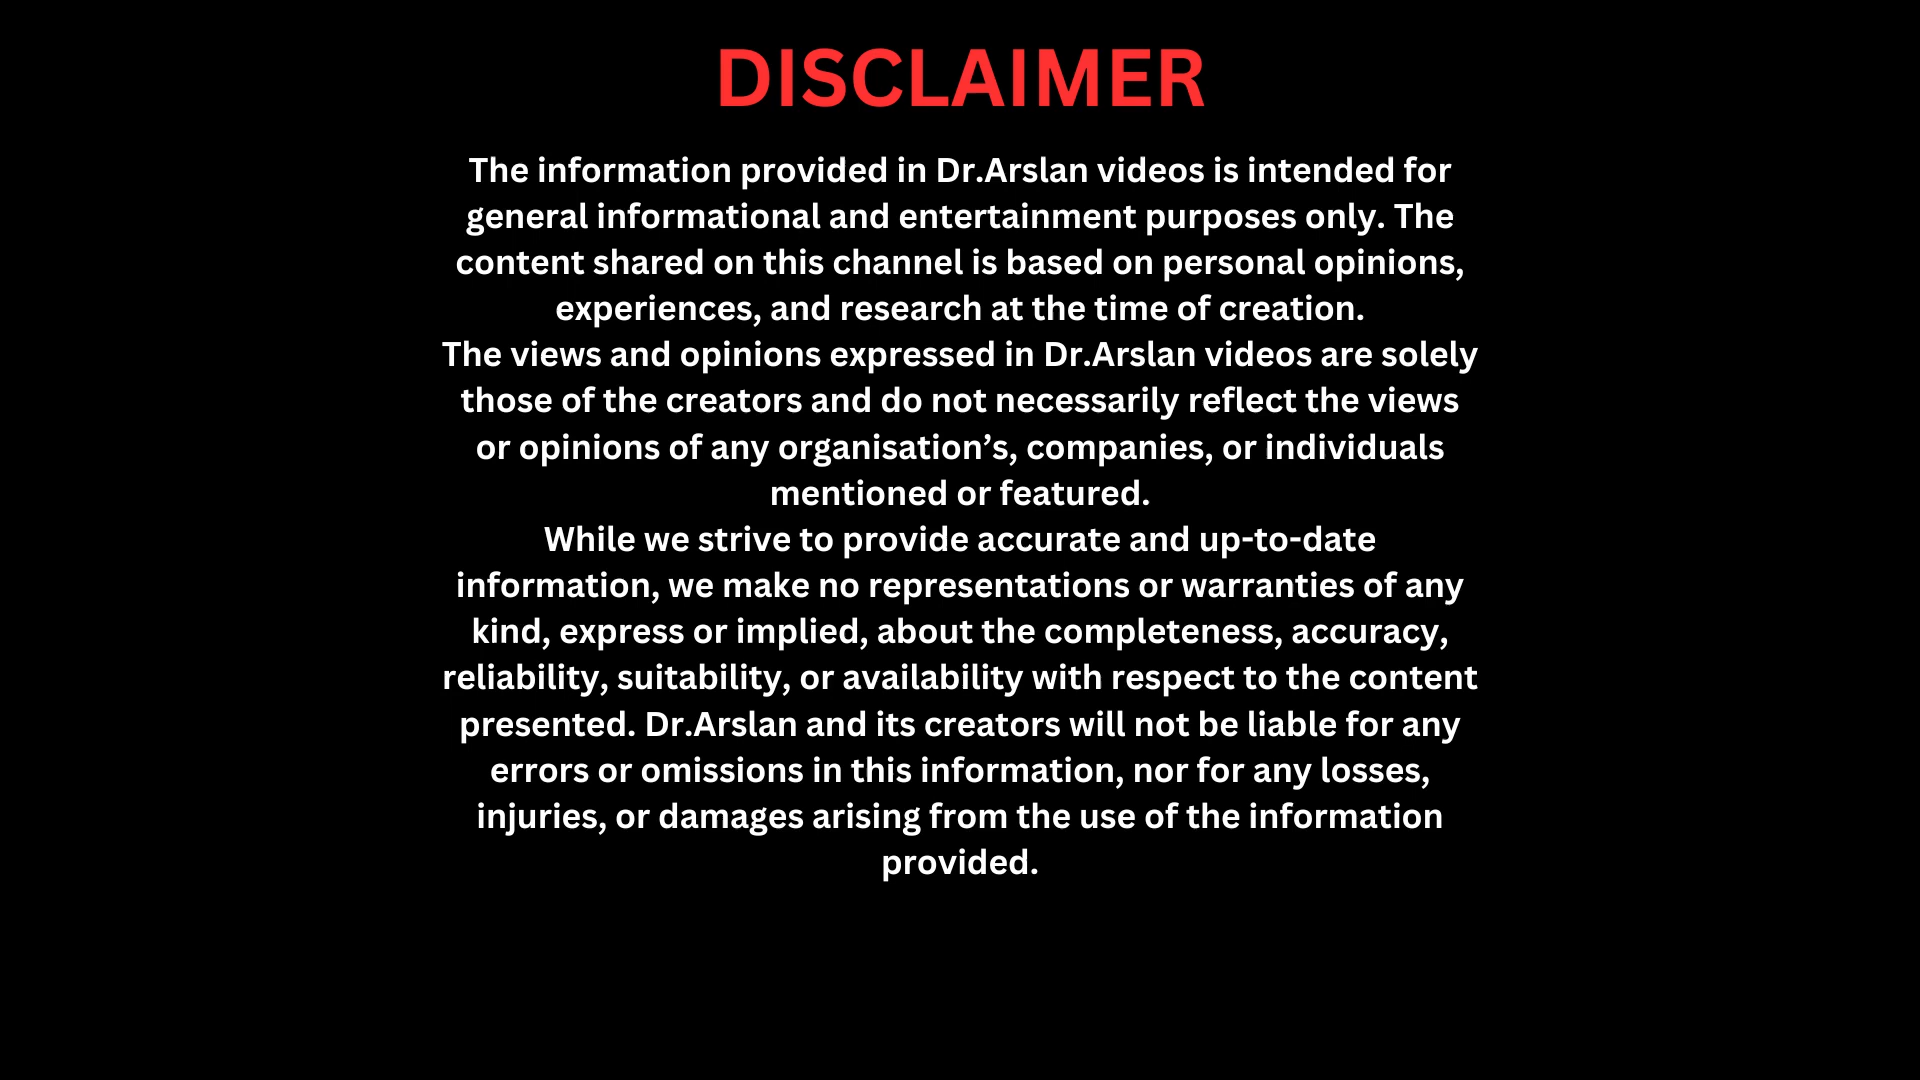 DISCLAIMER
The information provided in Dr.Arslan videos is intended for
general informational and entertainment purposes only. The
content shared on this channel is based on personal opinions,
experiences, and research at the time of creation.
The views and opinions expressed in Dr.Arslan videos are solely
those of the creators and do not necessarily reflect the views
or opinions of any organisation’s, companies, or individuals
mentioned or featured.
While we strive to provide accurate and up-to-date
information, we make no representations or warranties of any
kind, express or implied, about the completeness, accuracy,
reliability, suitability, or availability with respect to the content
presented. Dr.Arslan and its creators will not be liable for any
errors or omissions in this information, nor for any losses,
injuries, or damages arising from the use of the information
provided.